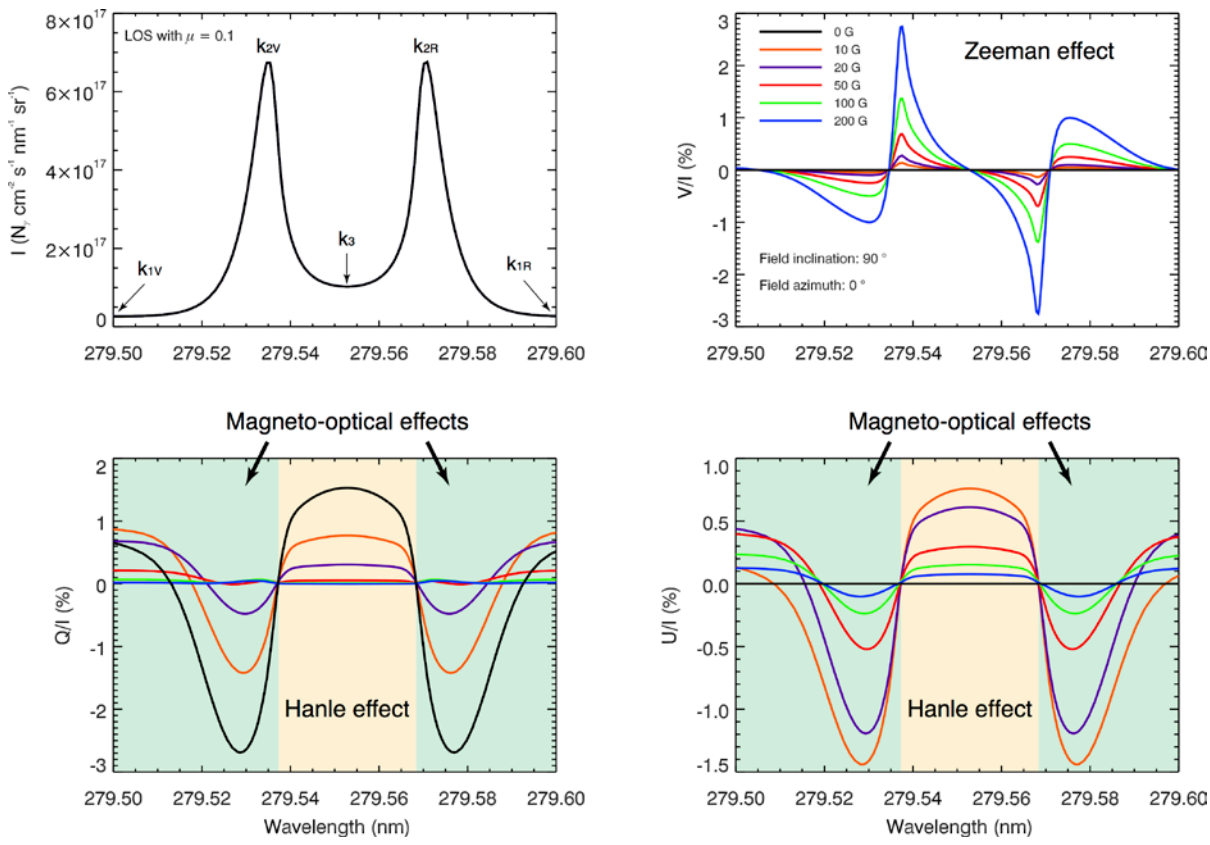 LOS with μ = 0.1
k2V
k2R
k3
k1V
k1R
I (Nγ cm-2 s-1 nm-1 sr-1)
8×10^17
6×10^17
4×10^17
2×10^17
0
279.50 279.52 279.54 279.56 279.58 279.60
Zeeman effect
0 G
10 G
20 G
50 G
100 G
200 G
Field inclination: 90 °
Field azimuth: 0 °
V/I (%)
3
2
1
0
-1
-2
-3
279.50 279.52 279.54 279.56 279.58 279.60
Magneto-optical effects
Hanle effect
Q/I (%)
2
1
0
-1
-2
-3
279.50 279.52 279.54 279.56 279.58 279.60
Wavelength (nm)
Magneto-optical effects
Hanle effect
U/I (%)
1.0
0.5
0.0
-0.5
-1.0
-1.5
279.50 279.52 279.54 279.56 279.58 279.60
Wavelength (nm)